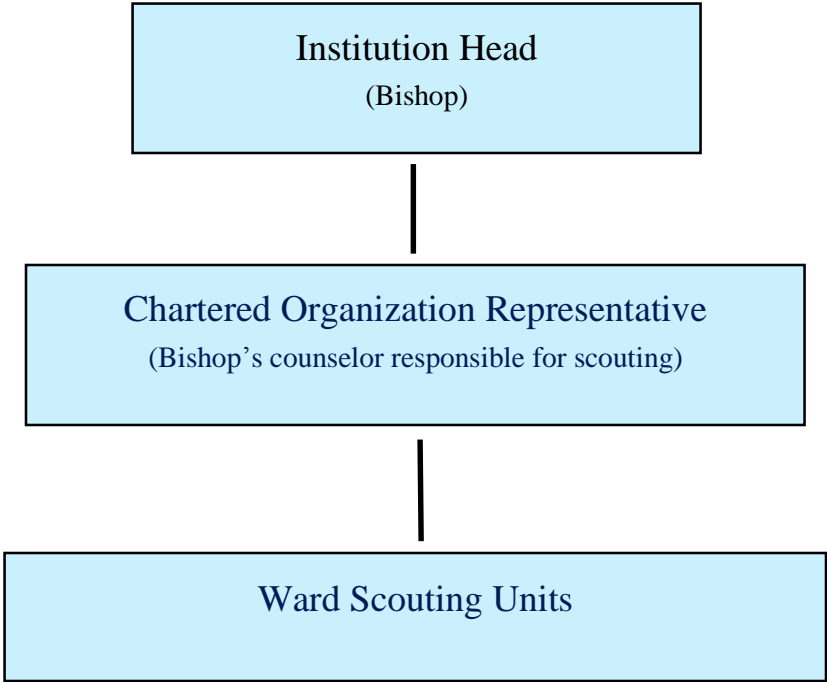 Institution Head
(Bishop)
Chartered Organization Representative
(Bishop’s counselor responsible for scouting)
Ward Scouting Units